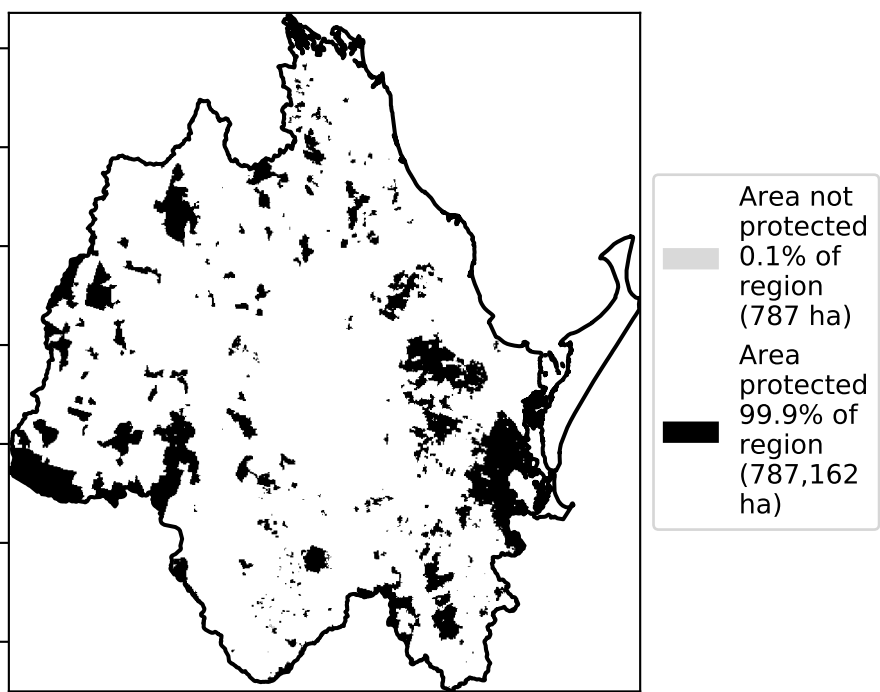 Area not
protected
0.1% of
region
(787 ha)
Area
protected
99.9% of
region
(787,162
ha)